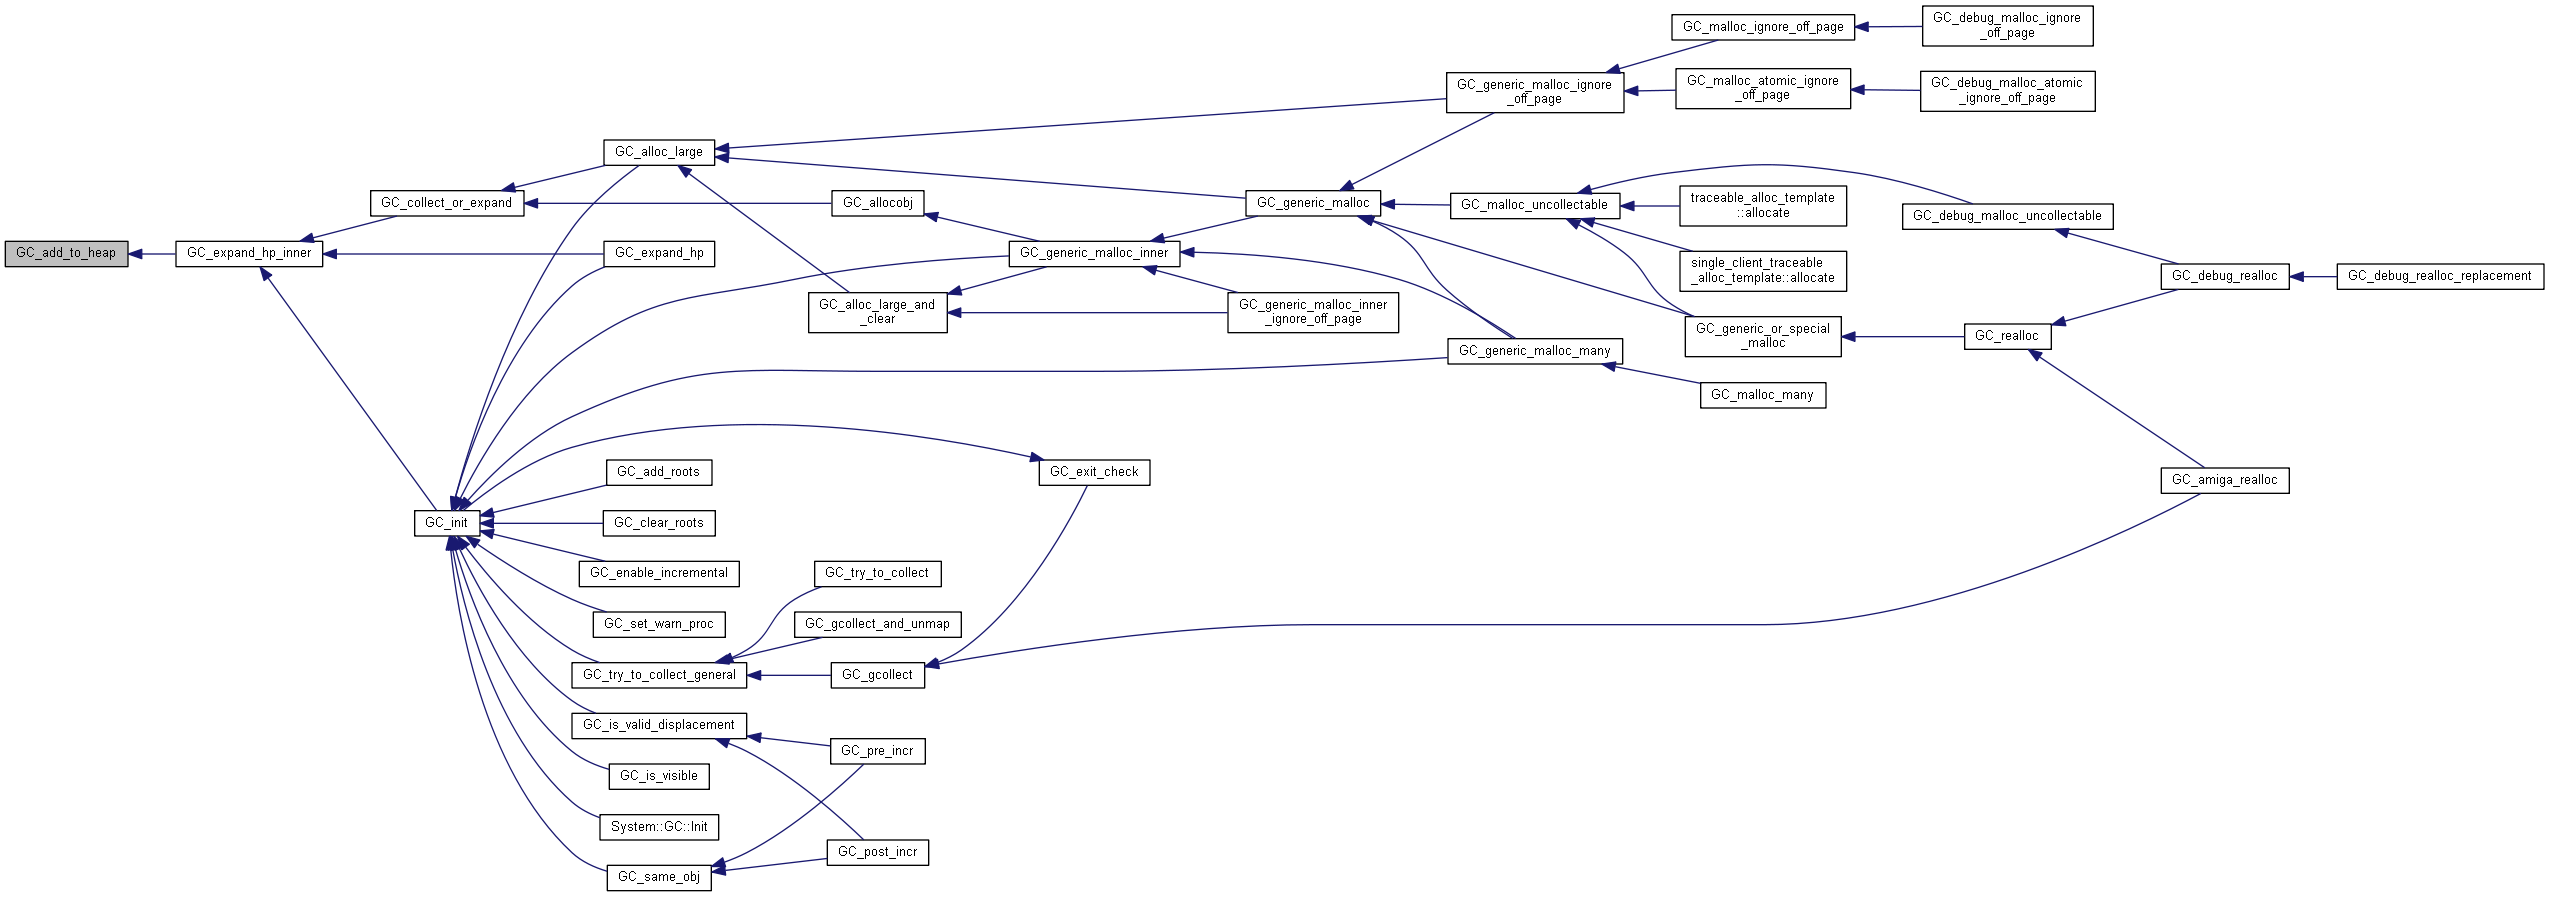 GC_add_to_heap
GC_expand_hp_inner
GC_collect_or_expand
GC_alloc_large
GC_expand_hp
GC_init
GC_allocobj
GC_alloc_large_and
_clear
GC_generic_malloc_inner
GC_generic_malloc
GC_generic_malloc_inner
_ignore_off_page
GC_generic_malloc_ignore
_off_page
GC_malloc_ignore_off_page
GC_debug_malloc_ignore
_off_page
GC_malloc_atomic_ignore
_off_page
GC_debug_malloc_atomic
_ignore_off_page
GC_malloc_uncollectable
traceable_alloc_template
::allocate
single_client_traceable
_alloc_template::allocate
GC_debug_malloc_uncollectable
GC_generic_or_special
_malloc
GC_realloc
GC_debug_realloc
GC_debug_realloc_replacement
GC_generic_malloc_many
GC_malloc_many
GC_amiga_realloc
GC_exit_check
GC_add_roots
GC_clear_roots
GC_enable_incremental
GC_set_warn_proc
GC_try_to_collect_general
GC_try_to_collect
GC_gcollect_and_unmap
GC_gcollect
GC_is_valid_displacement
GC_pre_incr
GC_is_visible
System::GC::Init
GC_post_incr
GC_same_obj